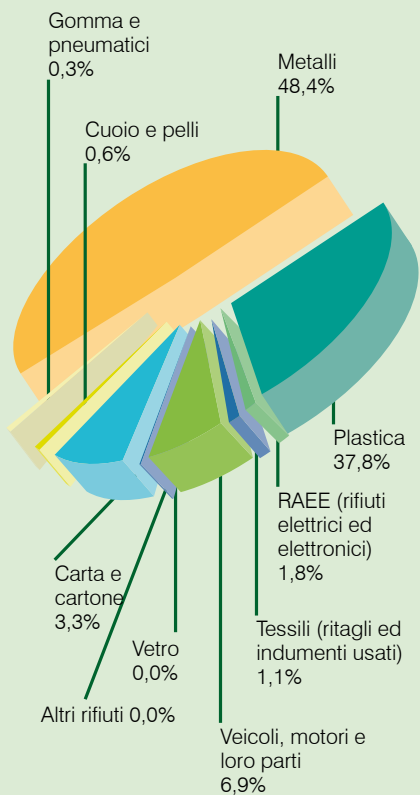 Gomma e
pneumatici
0,3%
Metalli
48,4%
Cuoio e pelli
0,6%
Plastica
37,8%
RAEE (rifiuti
elettrici ed
elettronici)
1,8%
Carta e
cartone
3,3%
Tessili (ritagli ed
indumenti usati)
1,1%
Vetro
0,0%
Altri rifiuti 0,0%
Veicoli, motori e
loro parti
6,9%